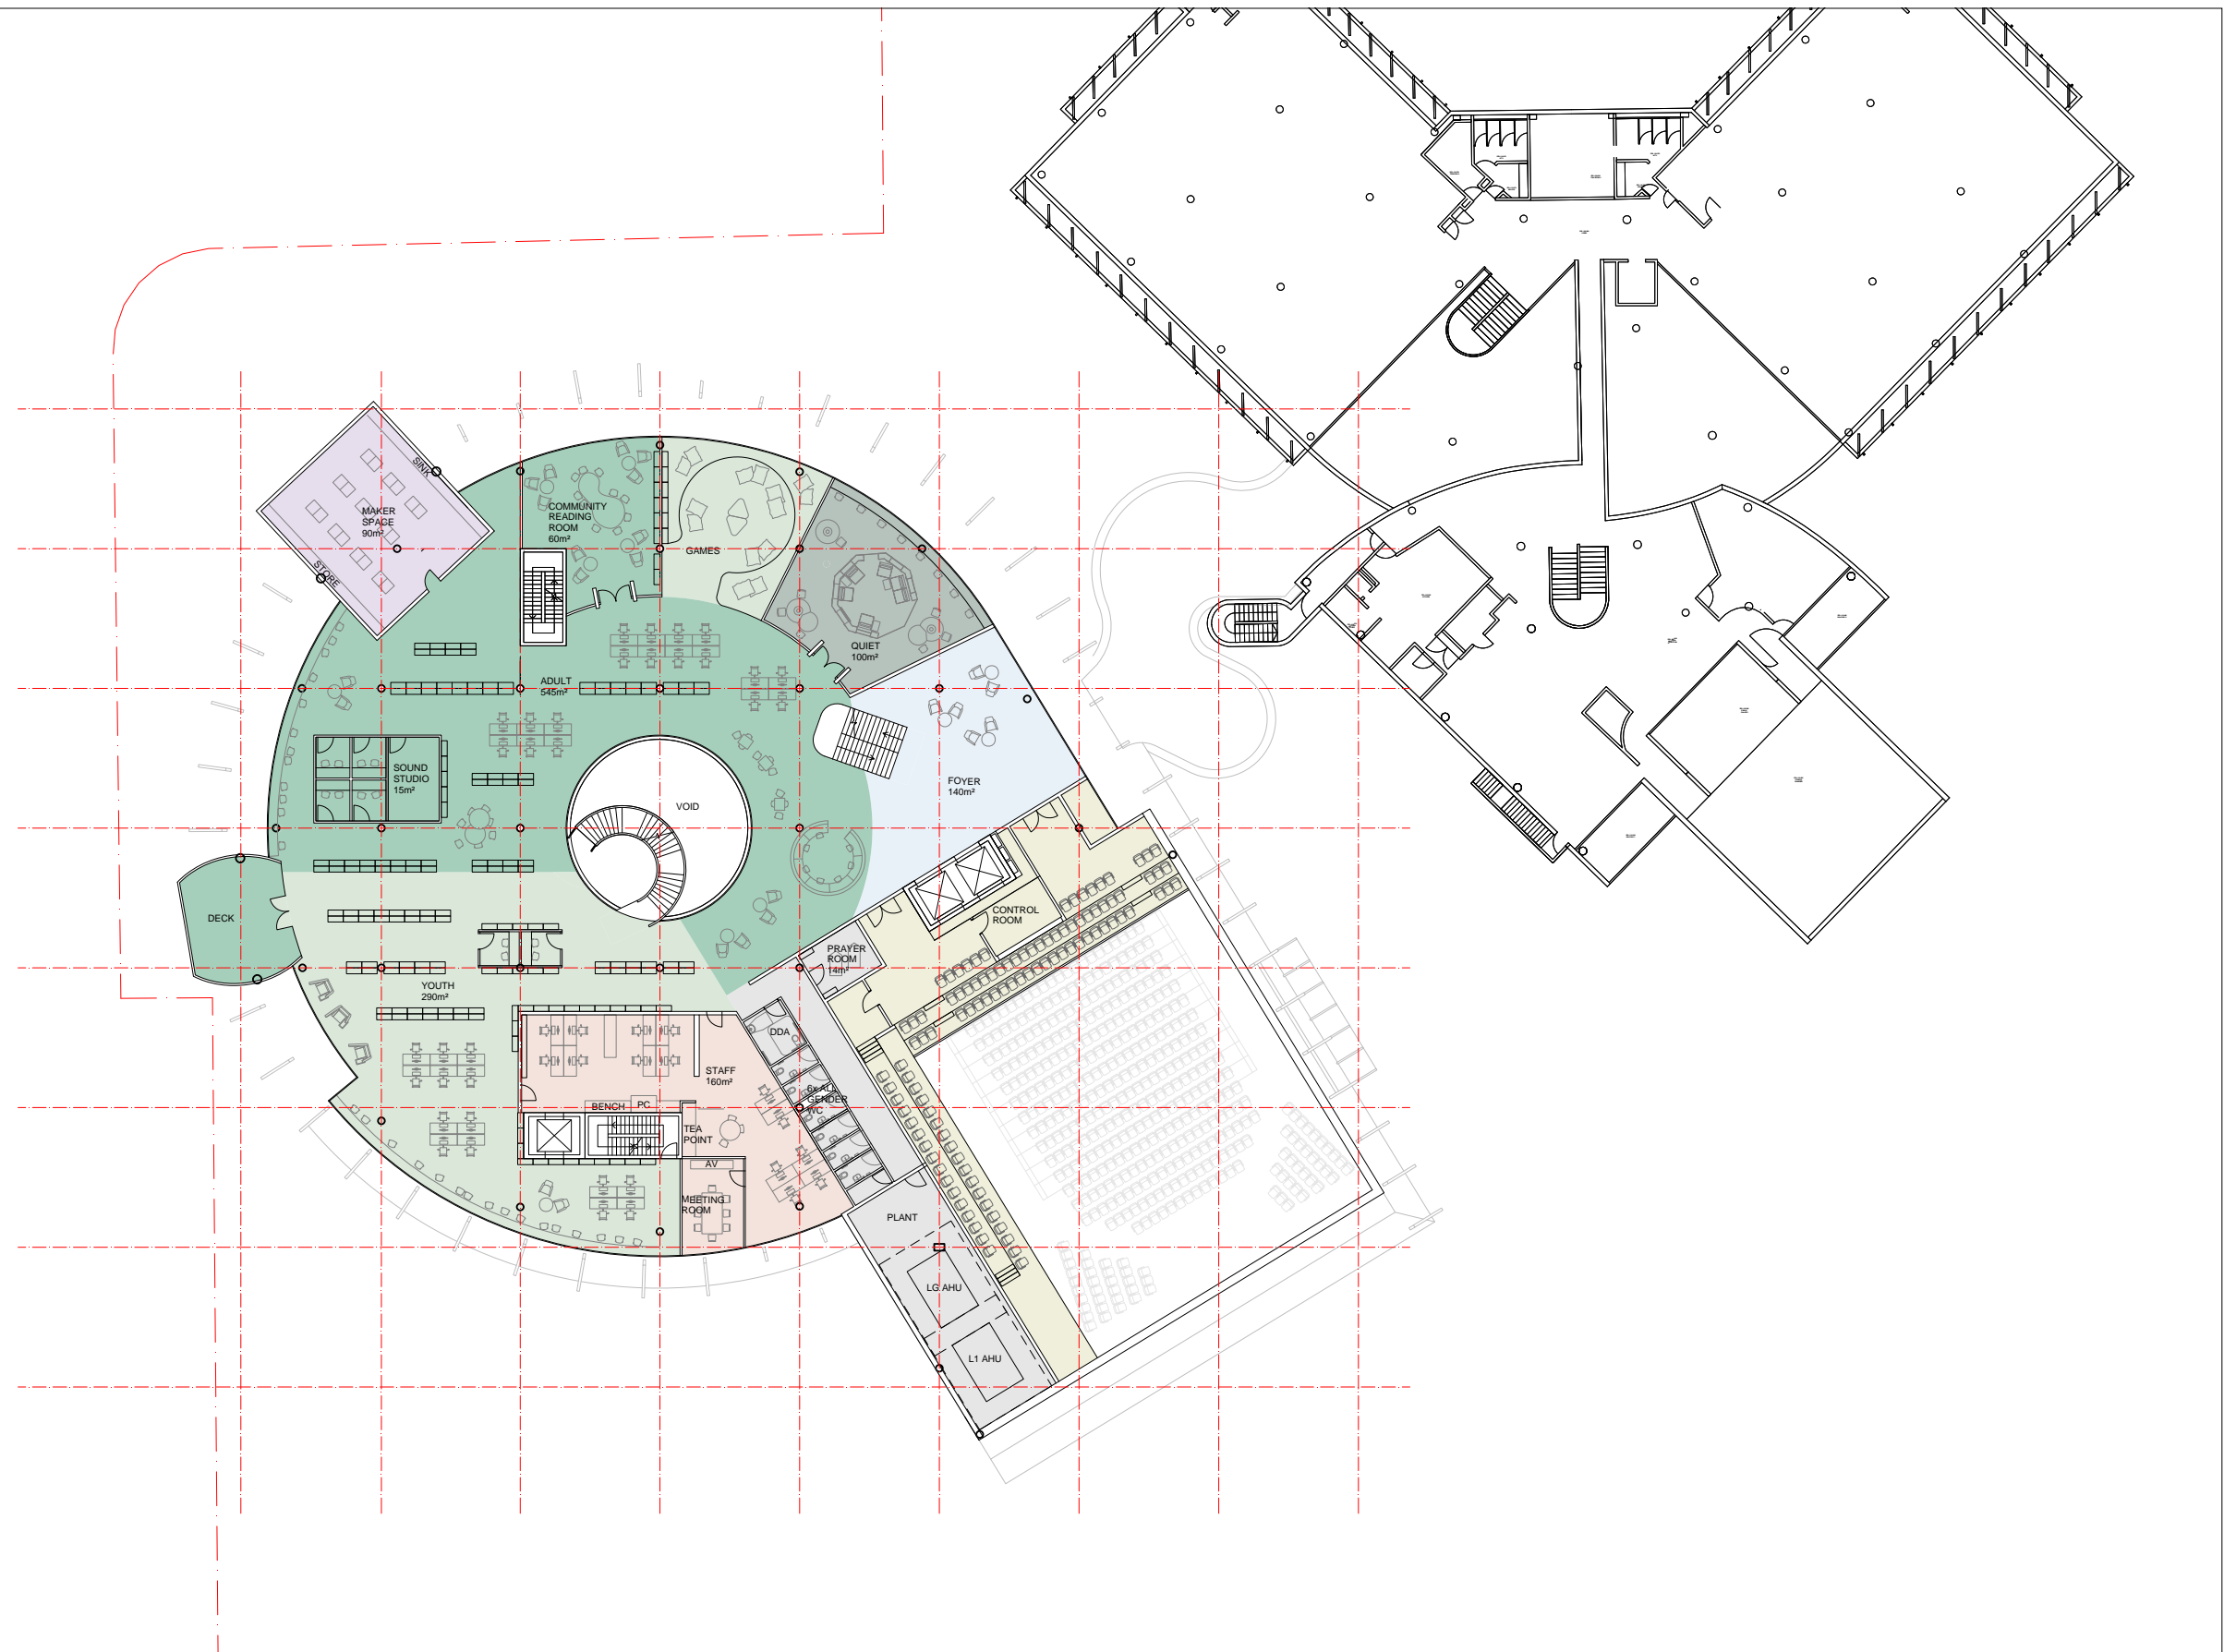 SINK
MAKER
SPACE
90m²
STORE
COMMUNITY
READING
ROOM
60m²
GAMES
QUIET
100m²
ADULT
545m²
SOUND
STUDIO
15m²
VOID
FOYER
140m²
DECK
CONTROL
ROOM
PRAYER
ROOM
14m²
YOUTH
290m²
DDA
STAFF
160m²
6x ALL
GENDER
WC
BENCH
PC
TEA
POINT
AV
MEETING
ROOM
PLANT
LG AHU
L1 AHU